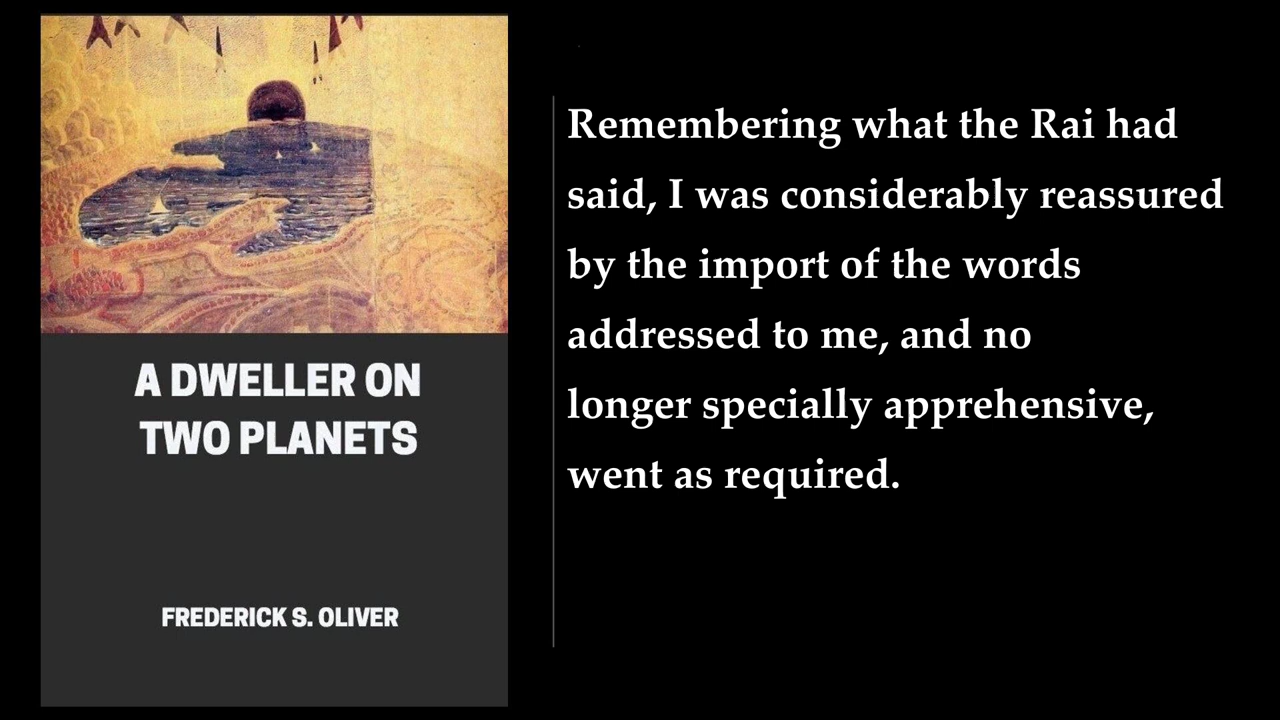 A DWELLER ON
TWO PLANETS
FREDERICK S. OLIVER
Remembering what the Rai had
said, I was considerably reassured
by the import of the words
addressed to me, and no
longer specially apprehensive,
went as required.